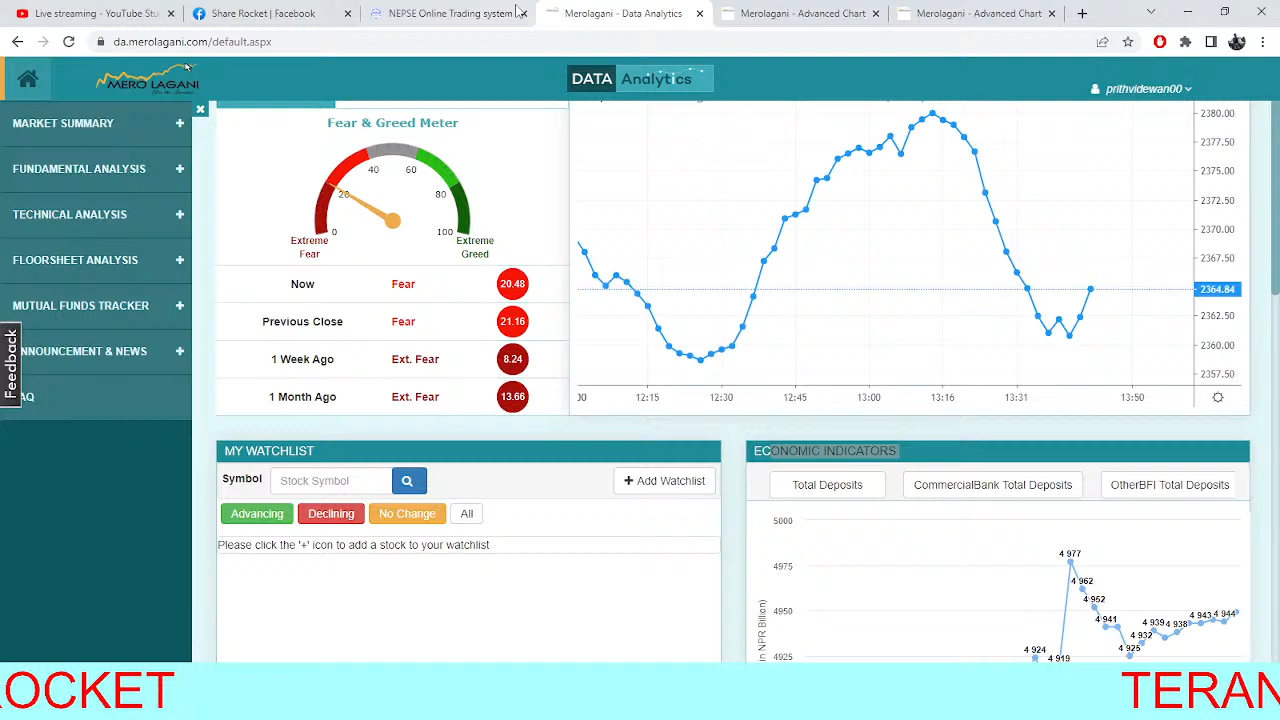 Live streaming - YouTube Stu
Share Rocket | Facebook
NEPSE Online Trading system
Merolagani - Data Analytics
Merolagani - Advanced Chart
Merolagani - Advanced Chart
da.merolagani.com/default.aspx
MERO LAGANI
DATA Analytics
prithvidewan00
MARKET SUMMARY
FUNDAMENTAL ANALYSIS
TECHNICAL ANALYSIS
FLOORSHEET ANALYSIS
MUTUAL FUNDS TRACKER
NNOUNCEMENT & NEWS
AQ
Feedback
Fear & Greed Meter
0
20
40
60
80
100
Extreme Fear
Extreme Greed
Now Fear 20.48
Previous Close Fear 21.16
1 Week Ago Ext. Fear 8.24
1 Month Ago Ext. Fear 13.66
2380.00
2377.50
2375.00
2372.50
2370.00
2367.50
2364.84
2362.50
2360.00
2357.50
00 12:15 12:30 12:45 13:00 13:16 13:31 13:50
MY WATCHLIST
Symbol Stock Symbol + Add Watchlist
Advancing Declining No Change All
Please click the '+' icon to add a stock to your watchlist
ECONOMIC INDICATORS
Total Deposits CommercialBank Total Deposits OtherBFI Total Deposits
5000
4975
4950
4925
in NPR Billion)
4 924
4 919
4 977
4 962
4 952
4 941
4 925
4 932
4 939
4 938
4 943
4 944
OCKET
TERAN